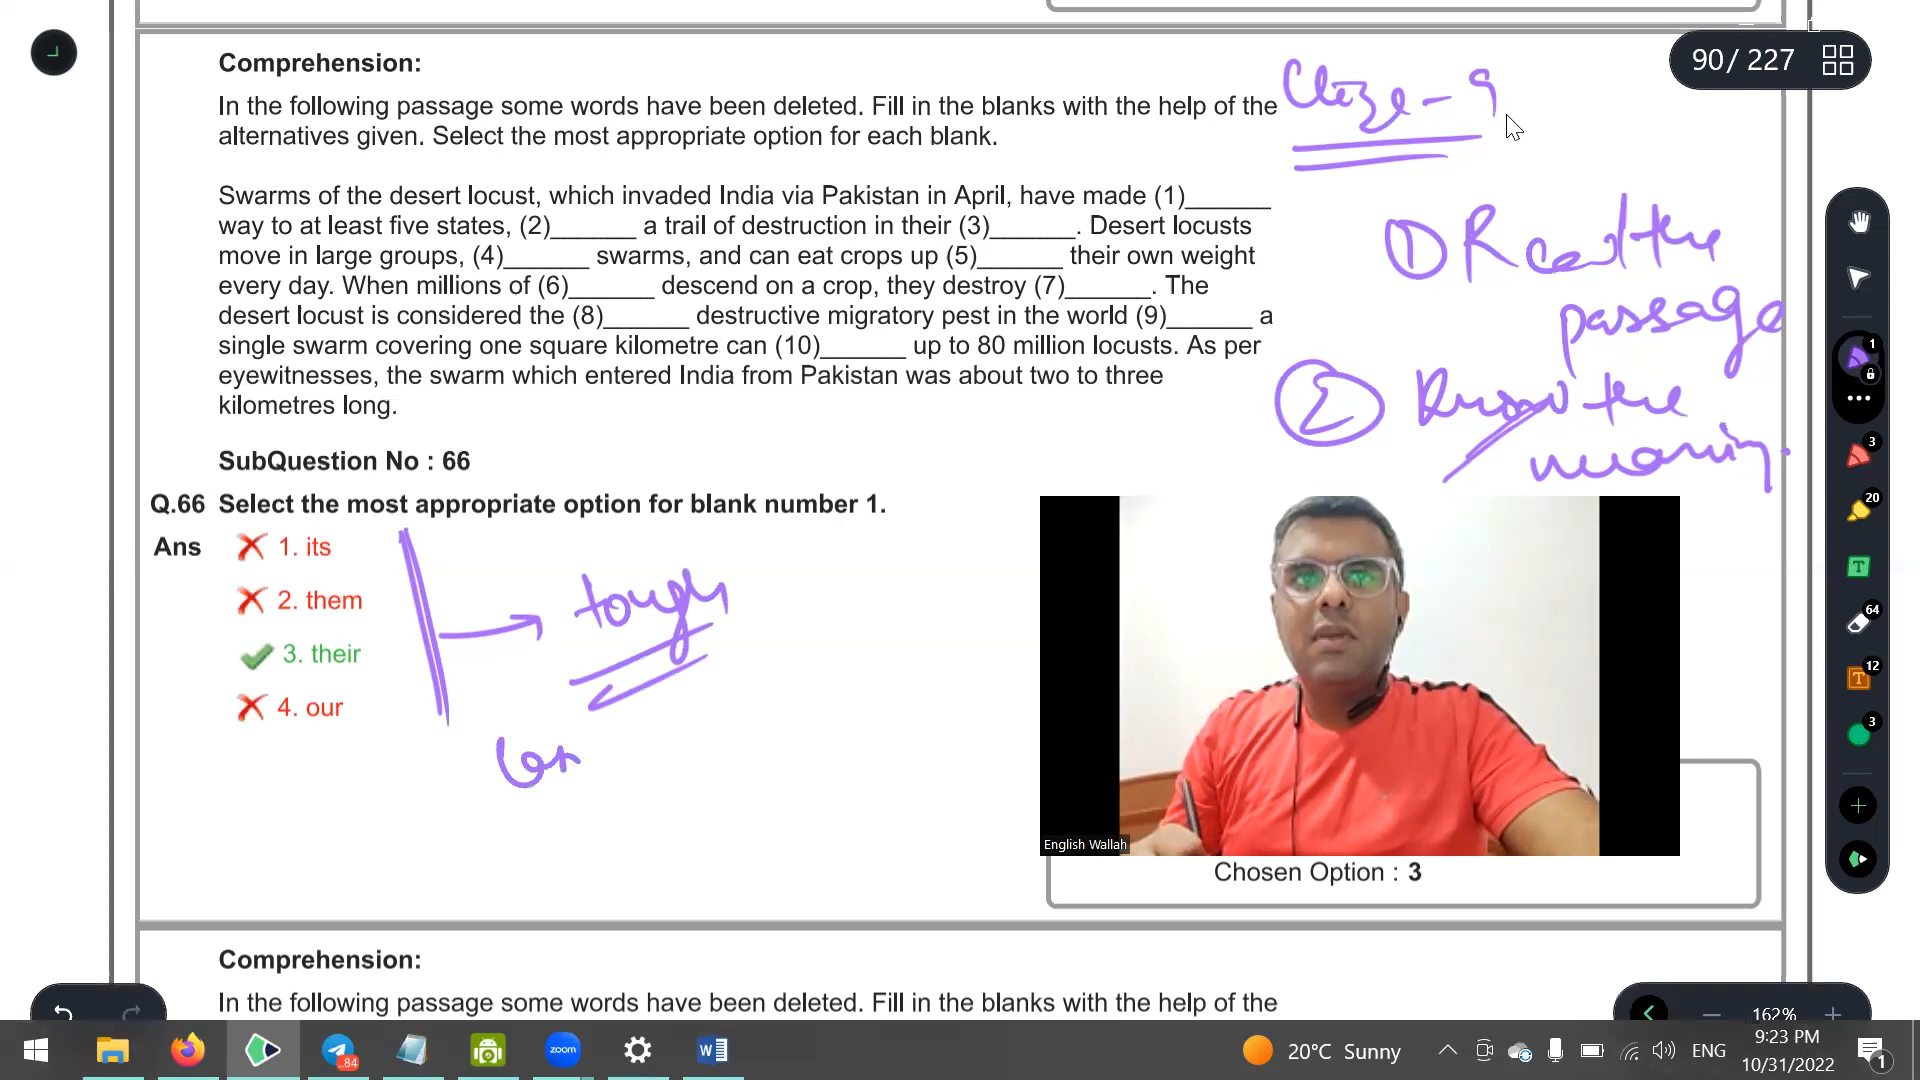 90 / 227
Comprehension:
In the following passage some words have been deleted. Fill in the blanks with the help of the
alternatives given. Select the most appropriate option for each blank.
Cloze - 9
Swarms of the desert locust, which invaded India via Pakistan in April, have made (1)______
way to at least five states, (2)______ a trail of destruction in their (3)______. Desert locusts
move in large groups, (4)______ swarms, and can eat crops up (5)______ their own weight
every day. When millions of (6)______ descend on a crop, they destroy (7)______. The
desert locust is considered the (8)______ destructive migratory pest in the world (9)______ a
single swarm covering one square kilometre can (10)______ up to 80 million locusts. As per
eyewitnesses, the swarm which entered India from Pakistan was about two to three
kilometres long.
① Read the
passage
② Know the
meaning.
SubQuestion No : 66
Q.66 Select the most appropriate option for blank number 1.
Ans 1. its
2. them
3. their
4. our
tough
English Wallah
Chosen Option : 3
Comprehension:
In the following passage some words have been deleted. Fill in the blanks with the help of the
1
3
20
T
64
T 12
3
162%
84
zoom
W
20°C Sunny
ENG
9:23 PM
10/31/2022
1